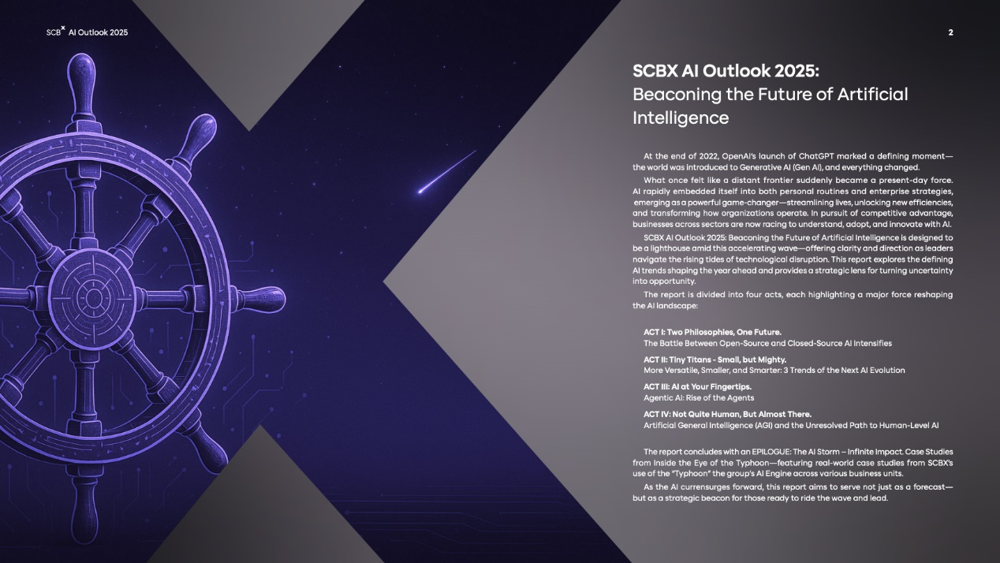 SCBX AI Outlook 2025
2
SCBX AI Outlook 2025:
Beaconing the Future of Artificial
Intelligence
At the end of 2022, OpenAI's launch of ChatGPT marked a defining moment—
the world was introduced to Generative AI (Gen AI), and everything changed.
What once felt like a distant frontier suddenly became a present-day force.
AI rapidly embedded itself into both personal routines and enterprise strategies,
emerging as a powerful game-changer—streamlining lives, unlocking new efficiencies,
and transforming how organizations operate. In pursuit of competitive advantage,
businesses across sectors are now racing to understand, adopt, and innovate with AI.
SCBX AI Outlook 2025: Beaconing the Future of Artificial Intelligence is designed to
be a lighthouse amid this accelerating wave—offering clarity and direction as leaders
navigate the rising tides of technological disruption. This report explores the defining
AI trends shaping the year ahead and provides a strategic lens for turning uncertainty
into opportunity.
The report is divided into four acts, each highlighting a major force reshaping
the AI landscape:
ACT I: Two Philosophies, One Future.
The Battle Between Open-Source and Closed-Source AI Intensifies
ACT II: Tiny Titans - Small, but Mighty.
More Versatile, Smaller, and Smarter: 3 Trends of the Next AI Evolution
ACT III: AI at Your Fingertips.
Agentic AI: Rise of the Agents
ACT IV: Not Quite Human, But Almost There.
Artificial General Intelligence (AGI) and the Unresolved Path to Human-Level AI
The report concludes with an EPILOGUE: The AI Storm – Infinite Impact. Case Studies
from Inside the Eye of the Typhoon—featuring real-world case studies from SCBX's
use of the "Typhoon" the group's AI Engine across various business units.
As the AI currensurges forward, this report aims to serve not just as a forecast—
but as a strategic beacon for those ready to ride the wave and lead.